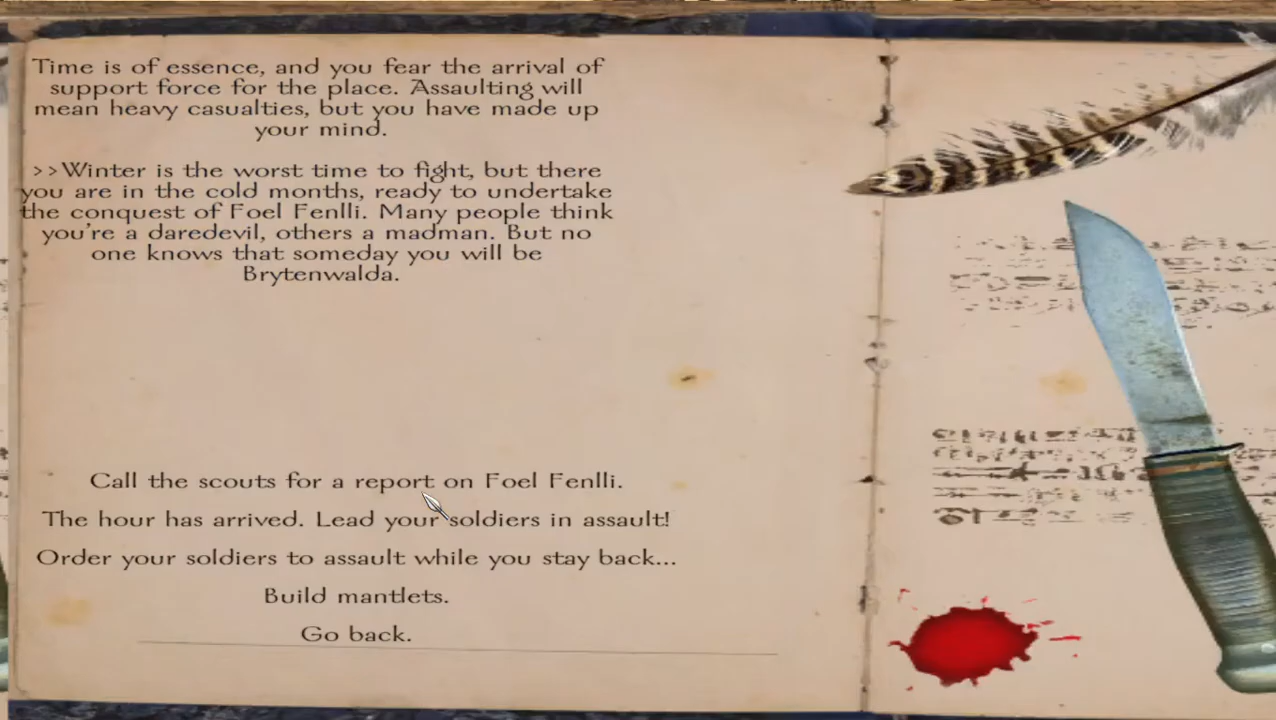 Time is of essence, and you fear the arrival of
support force for the place. Assaulting will
mean heavy casualties, but you have made up
your mind.
>>Winter is the worst time to fight, but there
you are in the cold months, ready to undertake
the conquest of Foel Fenlli. Many people think
you're a daredevil, others a madman. But no
one knows that someday you will be
Brytenwalda.
Call the scouts for a report on Foel Fenlli.
The hour has arrived. Lead your soldiers in assault!
Order your soldiers to assault while you stay back...
Build mantlets.
Go back.